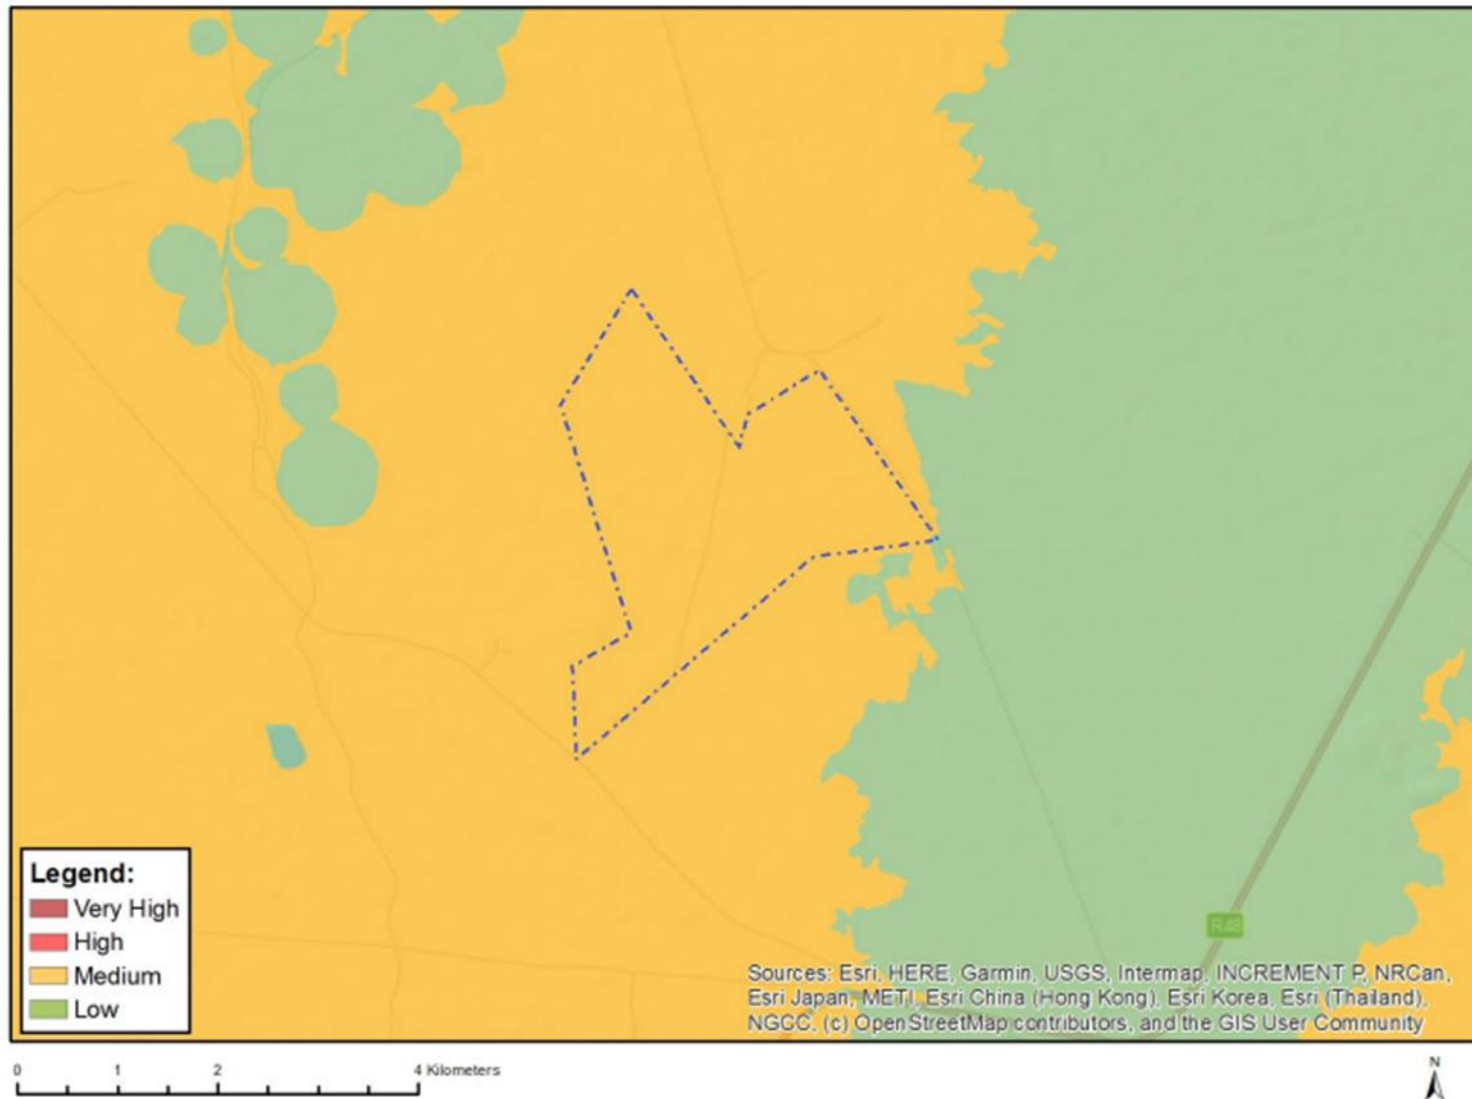 Legend:
Very High
High
Medium
Low
R48
Sources: Esri, HERE, Garmin, USGS, Intermap, INCREMENT P, NRCan,
Esri Japan, METI, Esri China (Hong Kong), Esri Korea, Esri (Thailand),
NGCC, (c) OpenStreetMap contributors, and the GIS User Community
0 1 2 4 Kilometers
N